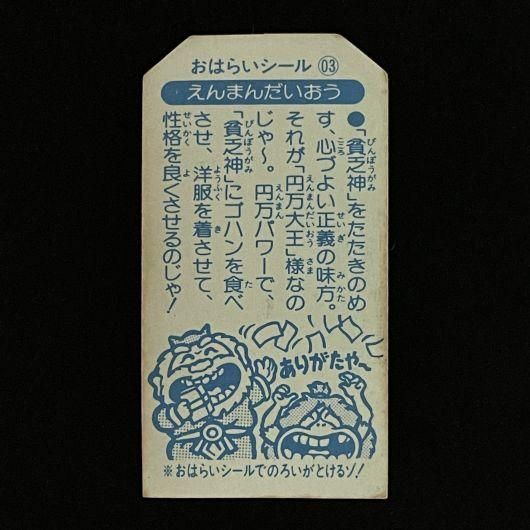 おはらいシール 03
えんまんだいおう
●「貧乏神」をたたきのめ
す、心づよい正義の味方。
それが「円万大王」様なの
じゃ〜。円万パワーで、
「貧乏神」にゴハンを食べ
させ、洋服を着させて、
性格を良くさせるのじゃ!
ありがたや〜
※おはらいシールでのろいがとけるゾ!